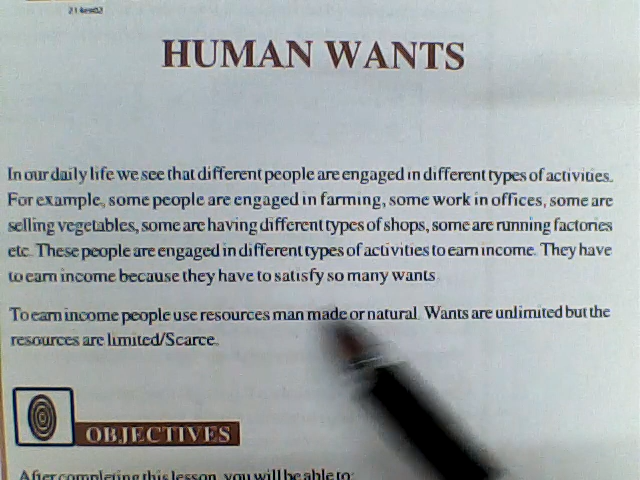 HUMAN WANTS
In our daily life we see that different people are engaged in different types of activities.
For example, some people are engaged in farming, some work in offices, some are
selling vegetables, some are having different types of shops, some are running factories
etc. These people are engaged in different types of activities to earn income. They have
to earn income because they have to satisfy so many wants
To earn income people use resources man made or natural. Wants are unlimited but the
resources are limited/Scarce.
OBJECTIVES
After completing this lesson, you will be able to: